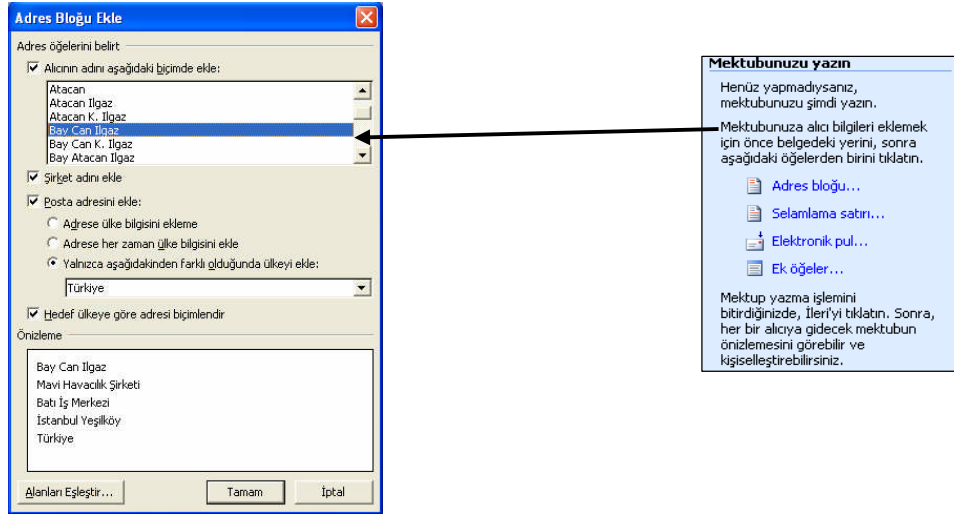 Adres Bloğu Ekle
Adres öğelerini belirt
Alıcının adını aşağıdaki biçimde ekle:
Atacan
Atacan Ilgaz
Atacan K. Ilgaz
Bay Can Ilgaz
Bay Can K. Ilgaz
Bay Atacan Ilgaz
Şirket adını ekle
Posta adresini ekle:
Adrese ülke bilgisini ekleme
Adrese her zaman ülke bilgisini ekle
Yalnızca aşağıdakinden farklı olduğunda ülkeyi ekle:
Türkiye
Hedef ülkeye göre adresi biçimlendir
Önizleme
Bay Can Ilgaz
Mavi Havacılık Şirketi
Batı İş Merkezi
İstanbul Yeşilköy
Türkiye
Alanları Eşleştir...
Tamam
İptal
Mektubunuzu yazın
Henüz yapmadıysanız,
mektubunuzu şimdi yazın.
Mektubunuza alıcı bilgileri eklemek
için önce belgedeki yerini, sonra
aşağıdaki öğelerden birini tıklatın.
Adres bloğu...
Selamlama satırı...
Elektronik pul...
Ek öğeler...
Mektup yazma işlemini
bitirdiğinizde, İleri'yi tıklatın. Sonra,
her bir alıcıya gidecek mektubun
önizlemesini görebilir ve
kişiselleştirebilirsiniz.